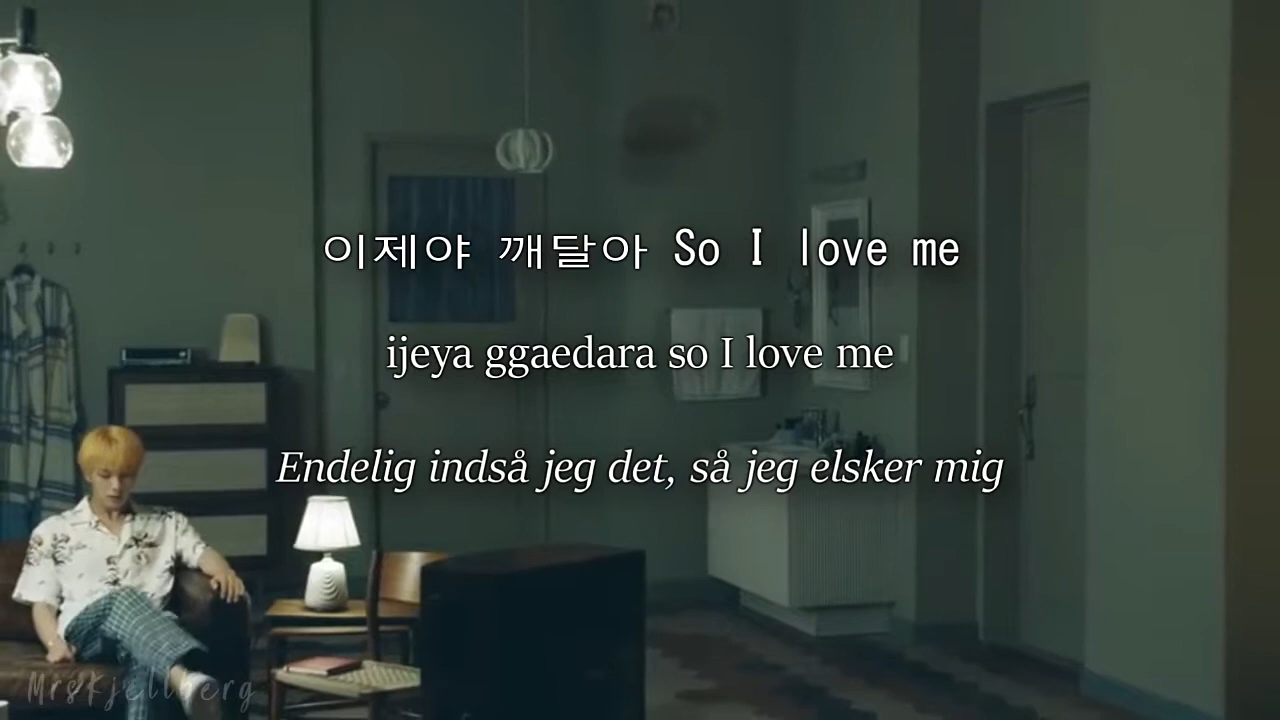 이제야 깨달아 So I love me
ijeya ggaedara so I love me
Endelig indså jeg det, så jeg elsker mig
MrsKjellberg